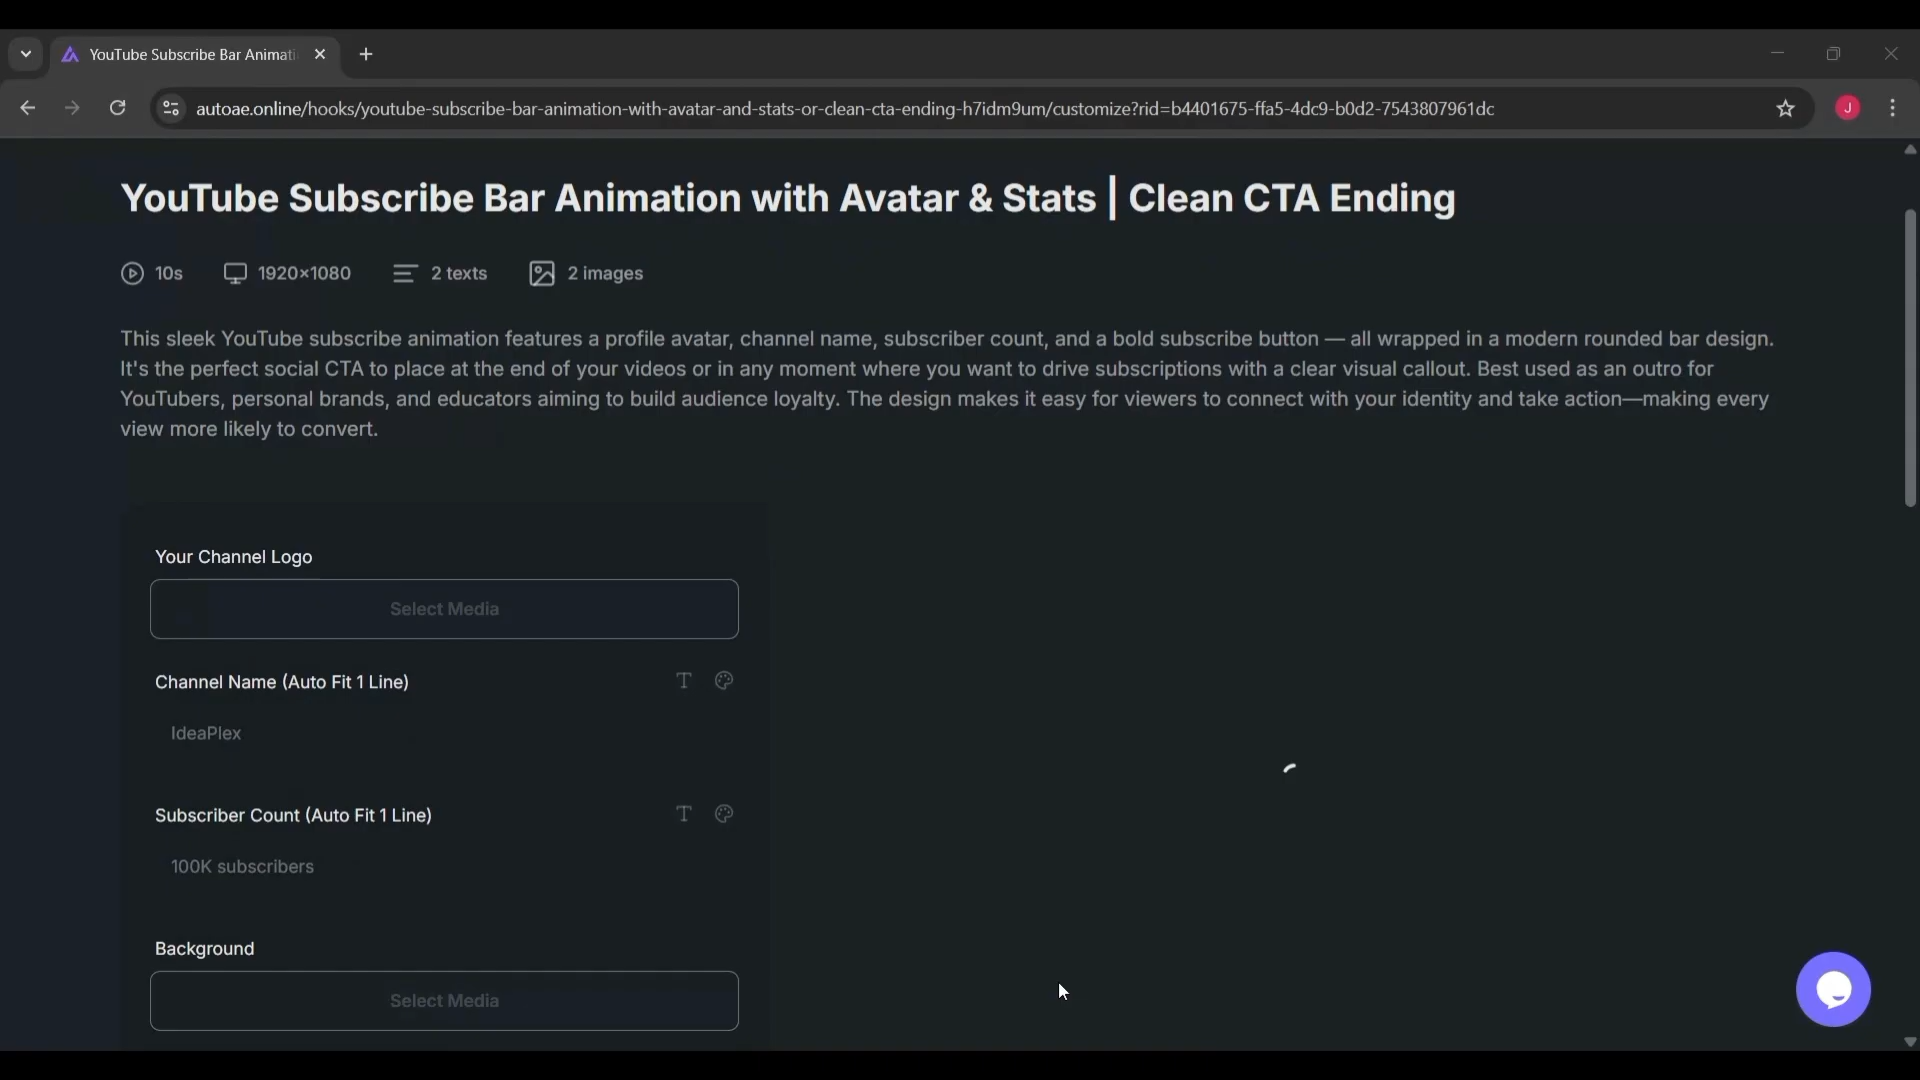 YouTube Subscribe Bar Animati
autoae.online/hooks/youtube-subscribe-bar-animation-with-avatar-and-stats-or-clean-cta-ending-h7idm9um/customize?rid=b4401675-ffa5-4dc9-b0d2-7543807961dc
J
YouTube Subscribe Bar Animation with Avatar & Stats | Clean CTA Ending
10s 1920×1080 2 texts 2 images
This sleek YouTube subscribe animation features a profile avatar, channel name, subscriber count, and a bold subscribe button — all wrapped in a modern rounded bar design.
It's the perfect social CTA to place at the end of your videos or in any moment where you want to drive subscriptions with a clear visual callout. Best used as an outro for
YouTubers, personal brands, and educators aiming to build audience loyalty. The design makes it easy for viewers to connect with your identity and take action—making every
view more likely to convert.
Your Channel Logo
Select Media
Channel Name (Auto Fit 1 Line)
IdeaPlex
Subscriber Count (Auto Fit 1 Line)
100K subscribers
Background
Select Media